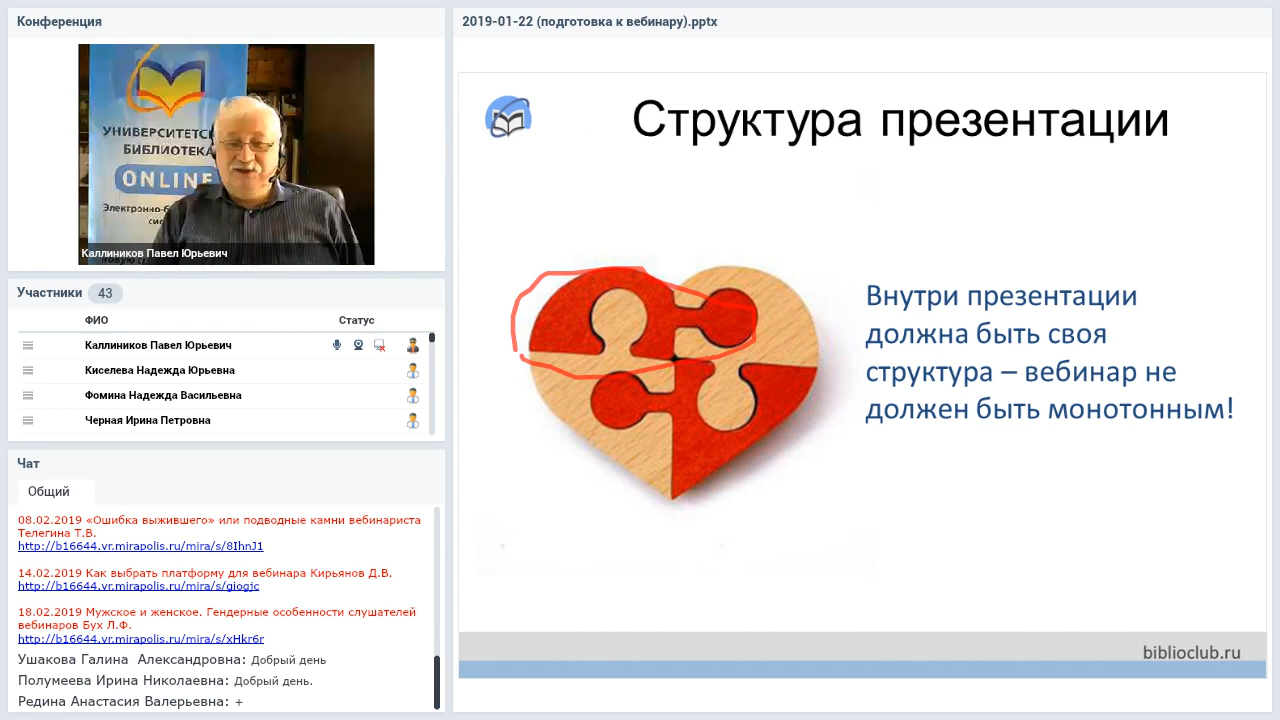 Конференция
УНИВЕРСИТЕТС
БИБЛИОТЕКА
ONLINE
Каллиников Павел Юрьевич
Участники 43
ФИО Статус
Каллиников Павел Юрьевич
Киселева Надежда Юрьевна
Фомина Надежда Васильевна
Черная Ирина Петровна
Чат
Общий
08.02.2019 «Ошибка выжившего» или подводные камни вебинариста
Телегина Т.В.
http://b16644.vr.mirapolis.ru/mira/s/8IhnJ1
14.02.2019 Как выбрать платформу для вебинара Кирьянов Д.В.
http://b16644.vr.mirapolis.ru/mira/s/giogjc
18.02.2019 Мужское и женское. Гендерные особенности слушателей
вебинаров Бух Л.Ф.
http://b16644.vr.mirapolis.ru/mira/s/xHkr6r
Ушакова Галина Александровна: Добрый день
Полумеева Ирина Николаевна: Добрый день.
Редина Анастасия Валерьевна: +
2019-01-22 (подготовка к вебинару).pptx
Структура презентации
Внутри презентации
должна быть своя
структура – вебинар не
должен быть монотонным!
biblioclub.ru